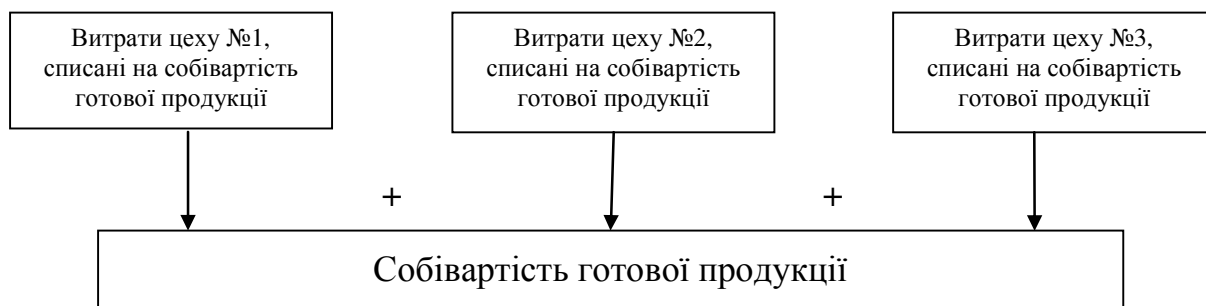 Витрати цеху №1,
списані на собівартість
готової продукції
Витрати цеху №2,
списані на собівартість
готової продукції
Витрати цеху №3,
списані на собівартість
готової продукції
+
+
Собівартість готової продукції